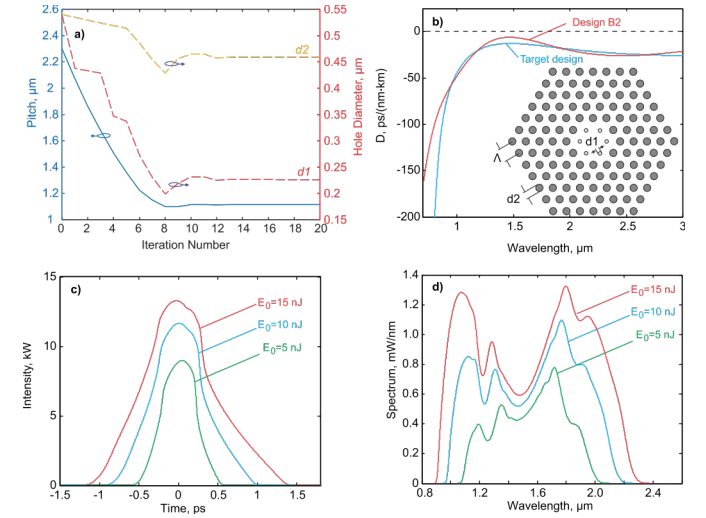 a)
Pitch, µm
2.6
2.4
2.2
2
1.8
1.6
1.4
1.2
1
0 2 4 6 8 10 12 14 16 18 20
Iteration Number
0.55
0.5
0.45
0.4
0.35
0.3
0.25
0.2
0.15
Hole Diameter, µm
d2
d1
b)
D, ps/(nm·km)
0
-50
-100
-150
-200
1 1.5 2 2.5 3
Wavelength, µm
Design B2
Target design
d1
Λ
d2
c)
Intensity, kW
15
10
5
0
-1.5 -1 -0.5 0 0.5 1 1.5
Time, ps
E0=15 nJ
E0=10 nJ
E0=5 nJ
d)
Spectrum, mW/nm
1.4
1.2
1.0
0.8
0.6
0.4
0.2
0
0.8 1.2 1.6 2.0 2.4
Wavelength, µm
E0=15 nJ
E0=10 nJ
E0=5 nJ